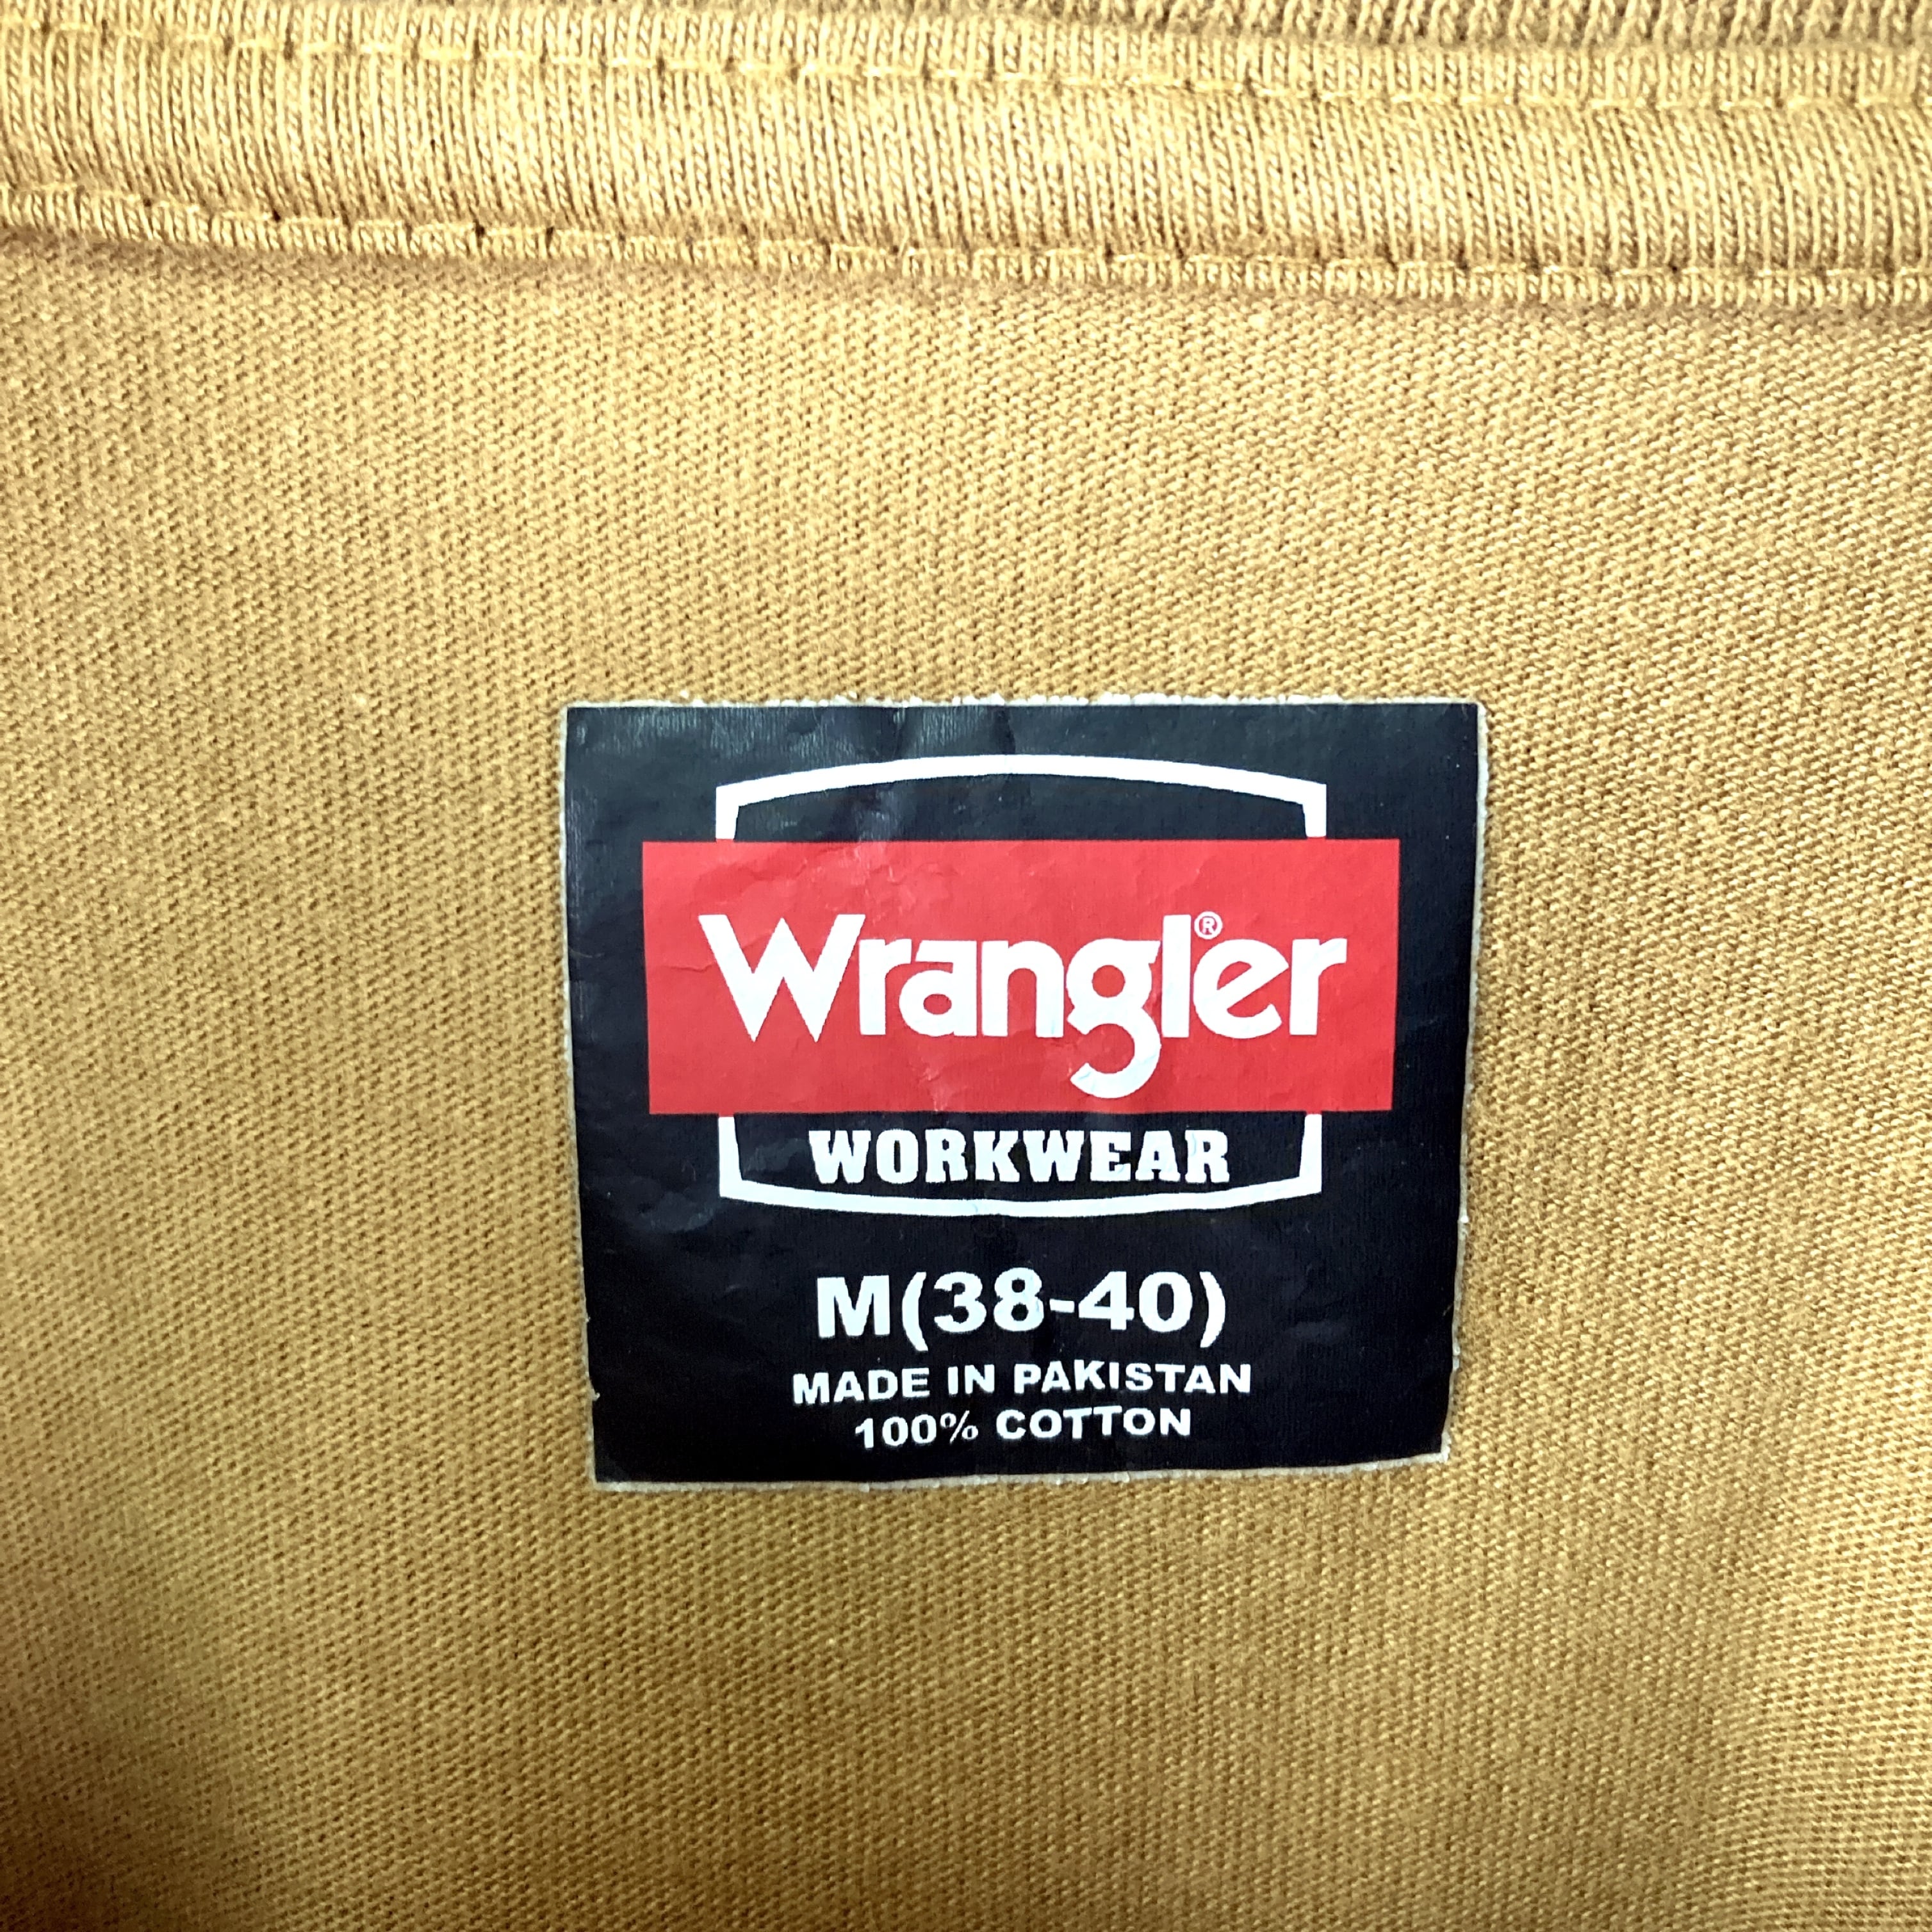 Wrangler®
WORKWEAR
M(38-40)
MADE IN PAKISTAN
100% COTTON